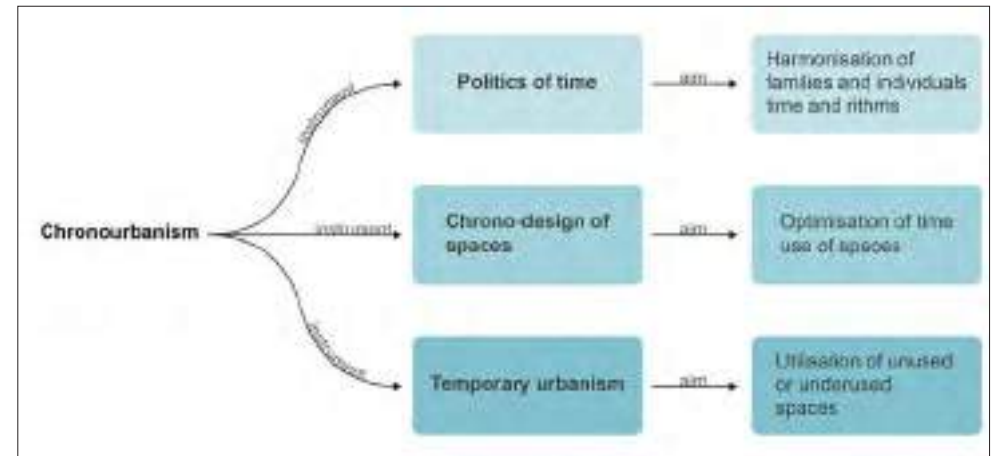 instrument
Politics of time
aim
Harmonisation of
families and individuals
time and rithms
Chronourbanism
instrument
Chrono-design of
spaces
aim
Optimisation of time
use of spaces
instrument
Temporary urbanism
aim
Utilisation of unused
or underused
spaces